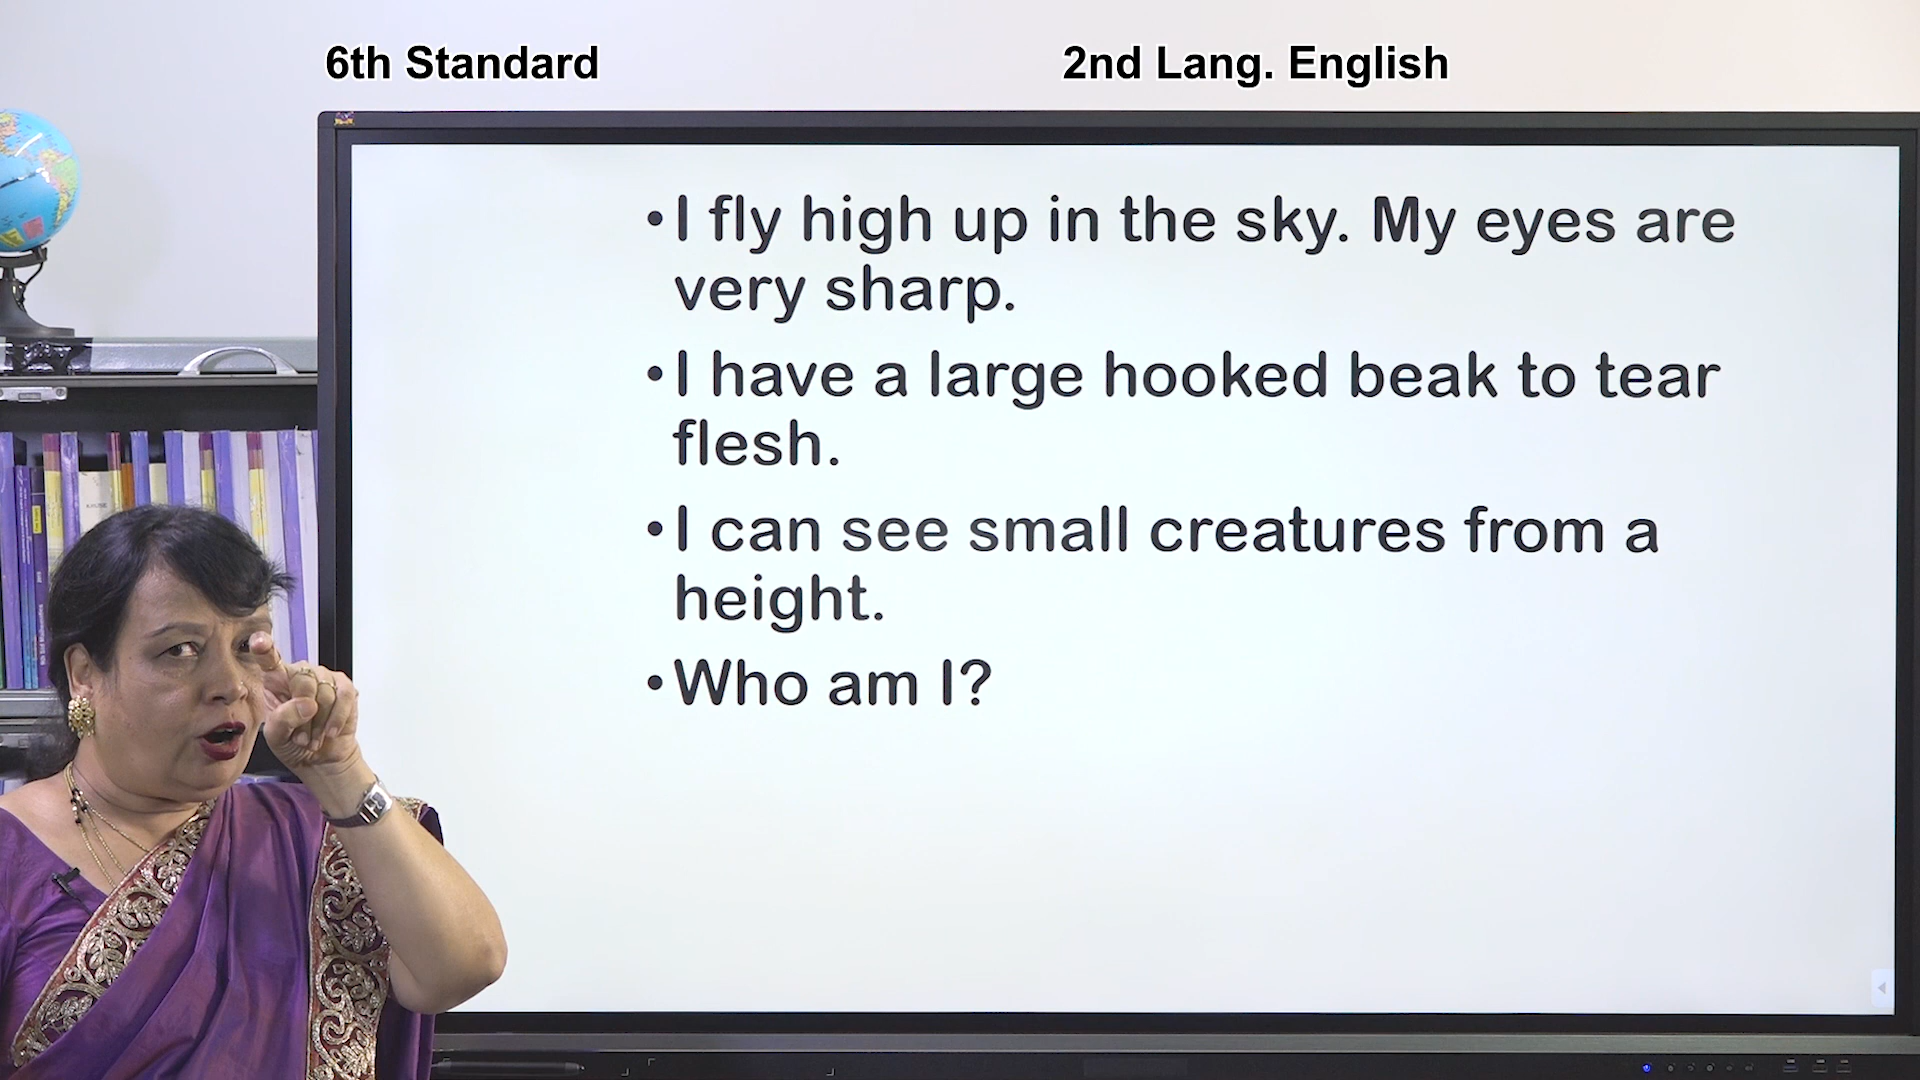 6th Standard
2nd Lang. English
•I fly high up in the sky. My eyes are
very sharp.
•I have a large hooked beak to tear
flesh.
•I can see small creatures from a
height.
•Who am I?